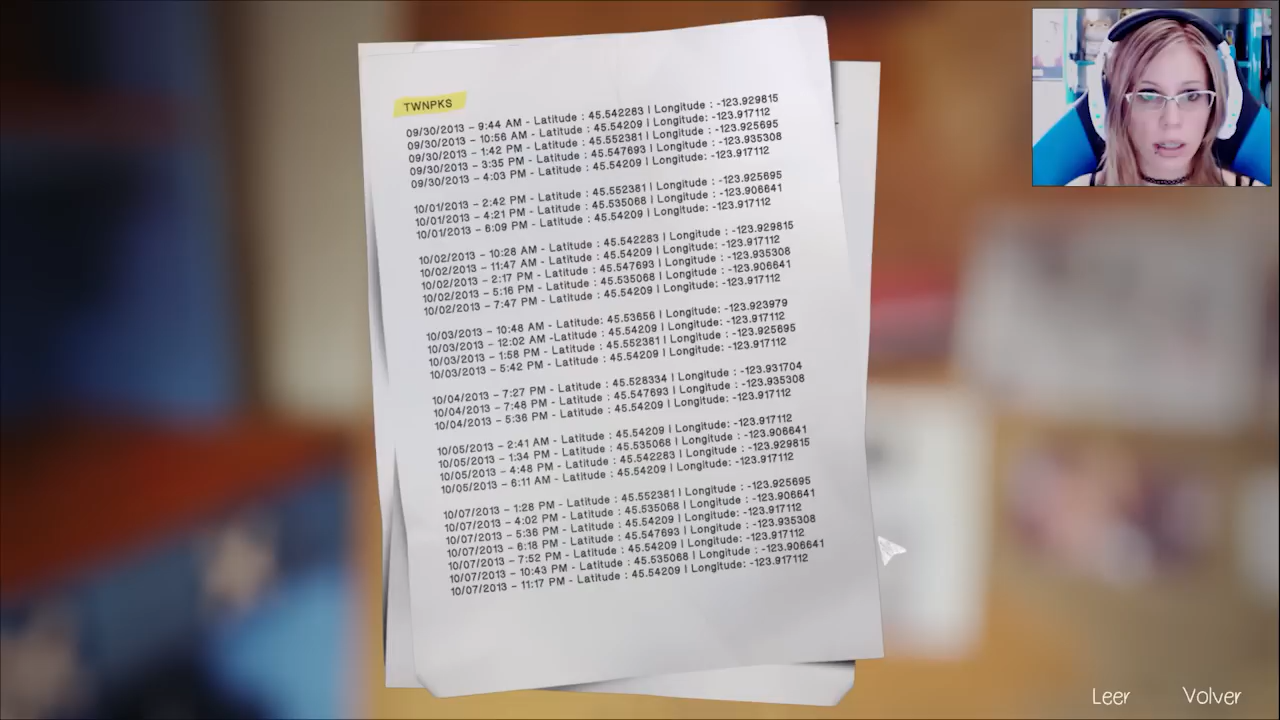 TWNPKS
09/30/2013 - 9:44 AM - Latitude : 45.542283 | Longitude : -123.929815
09/30/2013 - 10:56 AM - Latitude : 45.54209 | Longitude : -123.917112
09/30/2013 - 1:42 PM - Latitude : 45.552381 | Longitude : -123.925695
09/30/2013 - 3:35 PM - Latitude : 45.547693 | Longitude : -123.935308
09/30/2013 - 4:03 PM - Latitude : 45.54209 | Longitude : -123.917112
10/01/2013 - 2:42 PM - Latitude : 45.552381 | Longitude : -123.925695
10/01/2013 - 4:21 PM - Latitude : 45.535068 | Longitude : -123.906641
10/01/2013 - 6:09 PM - Latitude : 45.54209 | Longitude: -123.917112
10/02/2013 - 10:28 AM - Latitude : 45.542283 | Longitude : -123.929815
10/02/2013 - 11:47 AM - Latitude : 45.54209 | Longitude: -123.917112
10/02/2013 - 2:17 PM - Latitude : 45.547693 | Longitude : -123.935308
10/02/2013 - 5:16 PM - Latitude : 45.535068 | Longitude : -123.906641
10/02/2013 - 7:47 PM - Latitude : 45.54209 | Longitude: -123.917112
10/03/2013 - 10:48 AM - Latitude: 45.53656 | Longitude: -123.923979
10/03/2013 - 12:02 AM -Latitude : 45.54209 | Longitude: -123.917112
10/03/2013 - 1:58 PM - Latitude : 45.552381 | Longitude : -123.925695
10/03/2013 - 5:42 PM - Latitude : 45.54209 | Longitude: -123.917112
10/04/2013 - 7:27 PM - Latitude : 45.528334 | Longitude : -123.931704
10/04/2013 - 7:48 PM - Latitude : 45.547693 | Longitude : -123.935308
10/04/2013 - 5:36 PM - Latitude : 45.54209 | Longitude: -123.917112
10/05/2013 - 2:41 AM - Latitude : 45.54209 | Longitude: -123.917112
10/05/2013 - 1:34 PM - Latitude : 45.535068 | Longitude : -123.906641
10/05/2013 - 4:48 PM - Latitude : 45.542283 | Longitude : -123.929815
10/05/2013 - 6:11 AM - Latitude : 45.54209 | Longitude: -123.917112
10/07/2013 - 1:28 PM - Latitude : 45.552381 | Longitude : -123.925695
10/07/2013 - 4:02 PM - Latitude : 45.535068 | Longitude : -123.906641
10/07/2013 - 5:36 PM - Latitude : 45.54209 | Longitude: -123.917112
10/07/2013 - 6:18 PM - Latitude : 45.547693 | Longitude : -123.935308
10/07/2013 - 7:52 PM - Latitude : 45.54209 | Longitude: -123.917112
10/07/2013 - 10:43 PM - Latitude : 45.535068 | Longitude : -123.906641
10/07/2013 - 11:17 PM - Latitude : 45.54209 | Longitude: -123.917112
Leer Volver